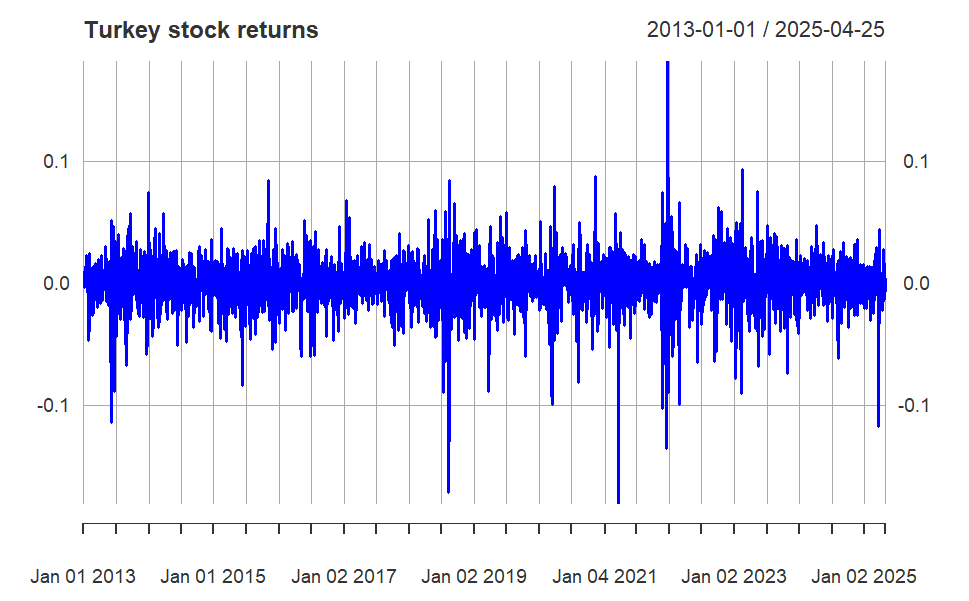 Turkey stock returns 2013-01-01 / 2025-04-25
0.1 0.1
0.0 0.0
-0.1 -0.1
Jan 01 2013 Jan 01 2015 Jan 02 2017 Jan 02 2019 Jan 04 2021 Jan 02 2023 Jan 02 2025